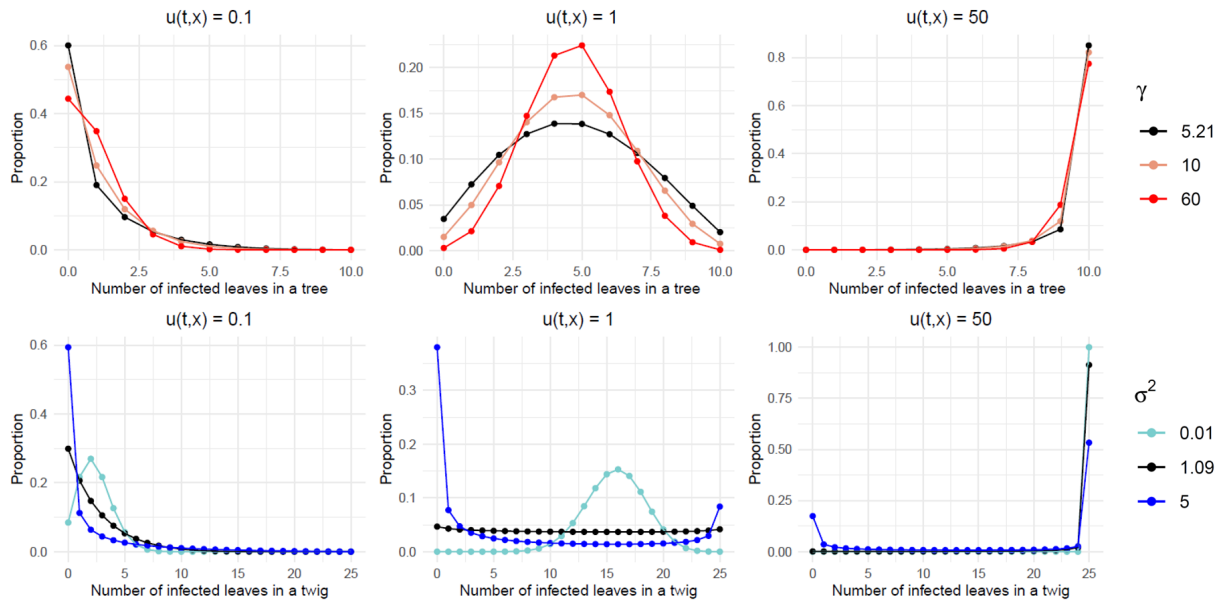 u(t,x) = 0.1
u(t,x) = 1
u(t,x) = 50
Proportion
0.6
0.4
0.2
0.0
0.0 2.5 5.0 7.5 10.0
Number of infected leaves in a tree
Proportion
0.20
0.15
0.10
0.05
0.00
0.0 2.5 5.0 7.5 10.0
Number of infected leaves in a tree
Proportion
0.8
0.6
0.4
0.2
0.0
0.0 2.5 5.0 7.5 10.0
Number of infected leaves in a tree
γ
5.21
10
60
u(t,x) = 0.1
u(t,x) = 1
u(t,x) = 50
Proportion
0.6
0.4
0.2
0.0
0 5 10 15 20 25
Number of infected leaves in a twig
Proportion
0.3
0.2
0.1
0.0
0 5 10 15 20 25
Number of infected leaves in a twig
Proportion
1.00
0.75
0.50
0.25
0.00
0 5 10 15 20 25
Number of infected leaves in a twig
σ²
0.01
1.09
5